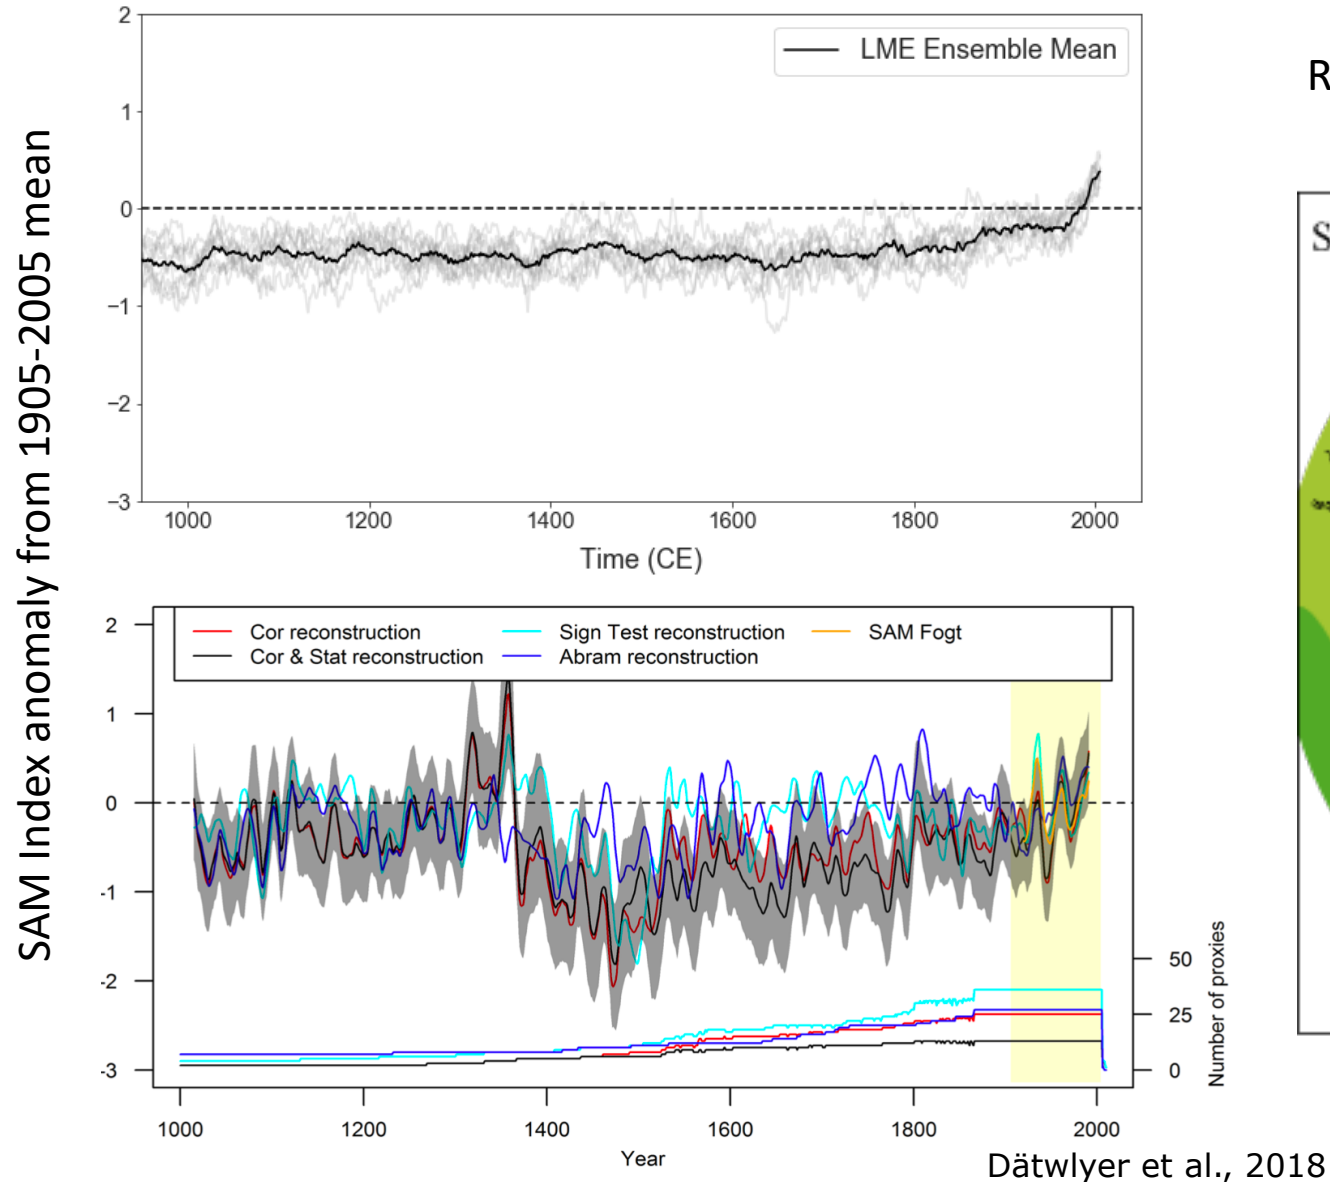 SAM Index anomaly from 1905-2005 mean
2
1
0
−1
−2
−3
LME Ensemble Mean
1000 1200 1400 1600 1800 2000
Time (CE)
2
1
0
-1
-2
-3
Cor reconstruction
Cor & Stat reconstruction
Sign Test reconstruction
Abram reconstruction
SAM Fogt
50
25
0
Number of proxies
1000 1200 1400 1600 1800 2000
Year
Dätwlyer et al., 2018
R
S